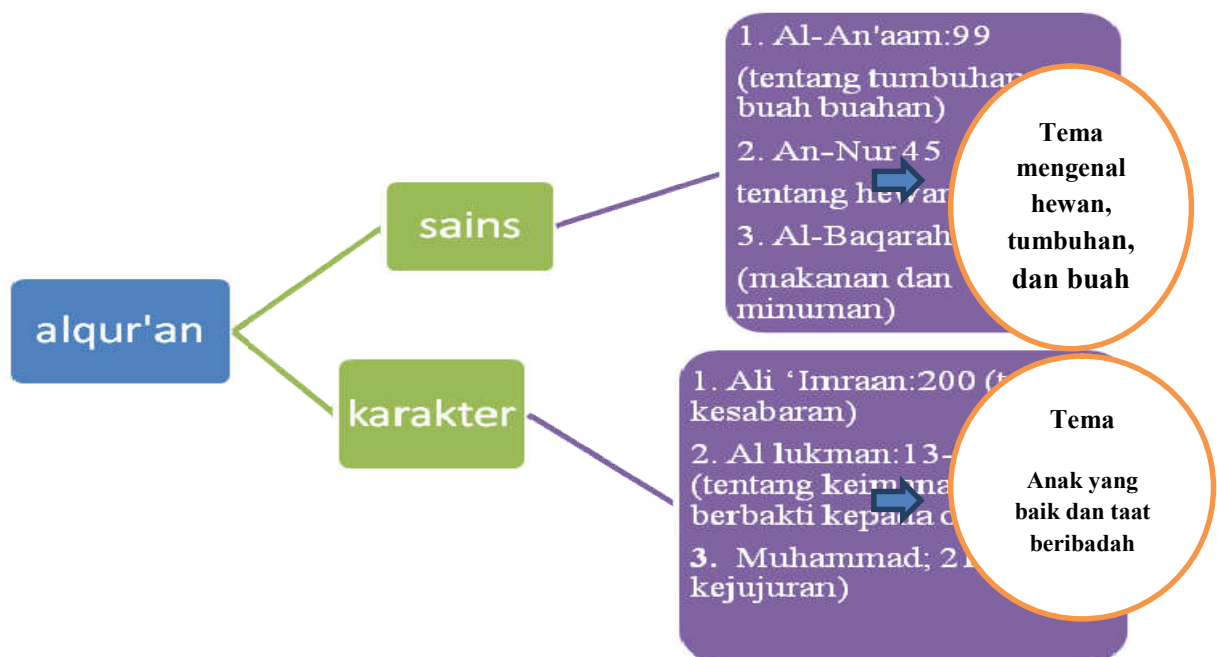 alqur'an
sains
karakter
1. Al-An'aam:99
(tentang tumbuhan
buah buahan)
2. An-Nur 45
tentang hewan
3. Al-Baqarah
(makanan dan
minuman)
Tema
mengenal
hewan,
tumbuhan,
dan buah
1. Ali ‘Imraan:200 (
kesabaran)
2. Al lukman:13-
(tentang
berbakti kepada
3. Muhammad; 21
kejujuran)
Tema
Anak yang
baik dan taat
beribadah